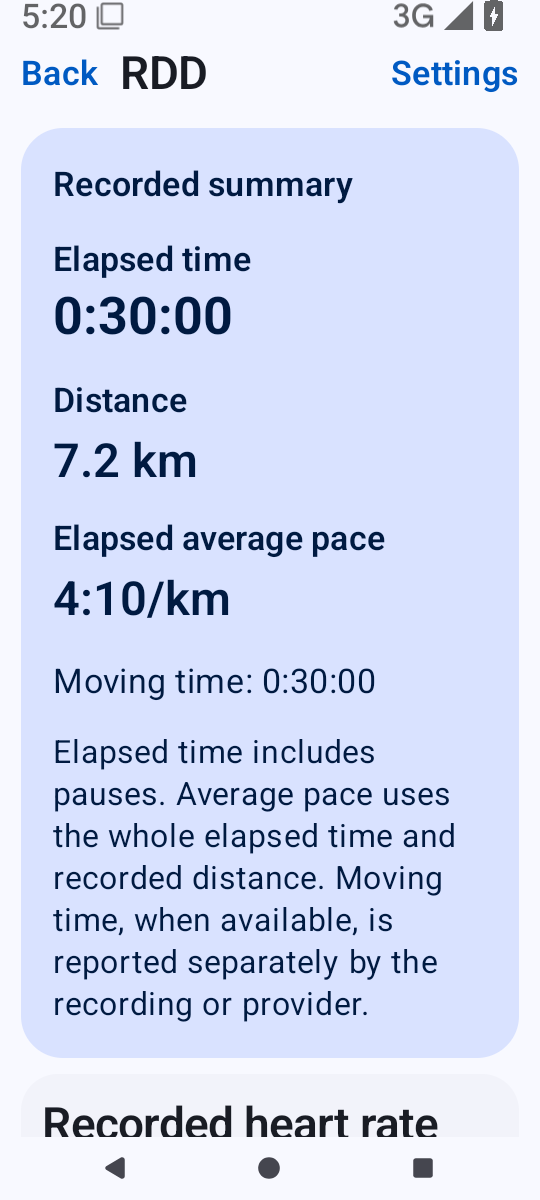 5:20
3G
Back RDD Settings
Recorded summary
Elapsed time
0:30:00
Distance
7.2 km
Elapsed average pace
4:10/km
Moving time: 0:30:00
Elapsed time includes
pauses. Average pace uses
the whole elapsed time and
recorded distance. Moving
time, when available, is
reported separately by the
recording or provider.
Recorded heart rate